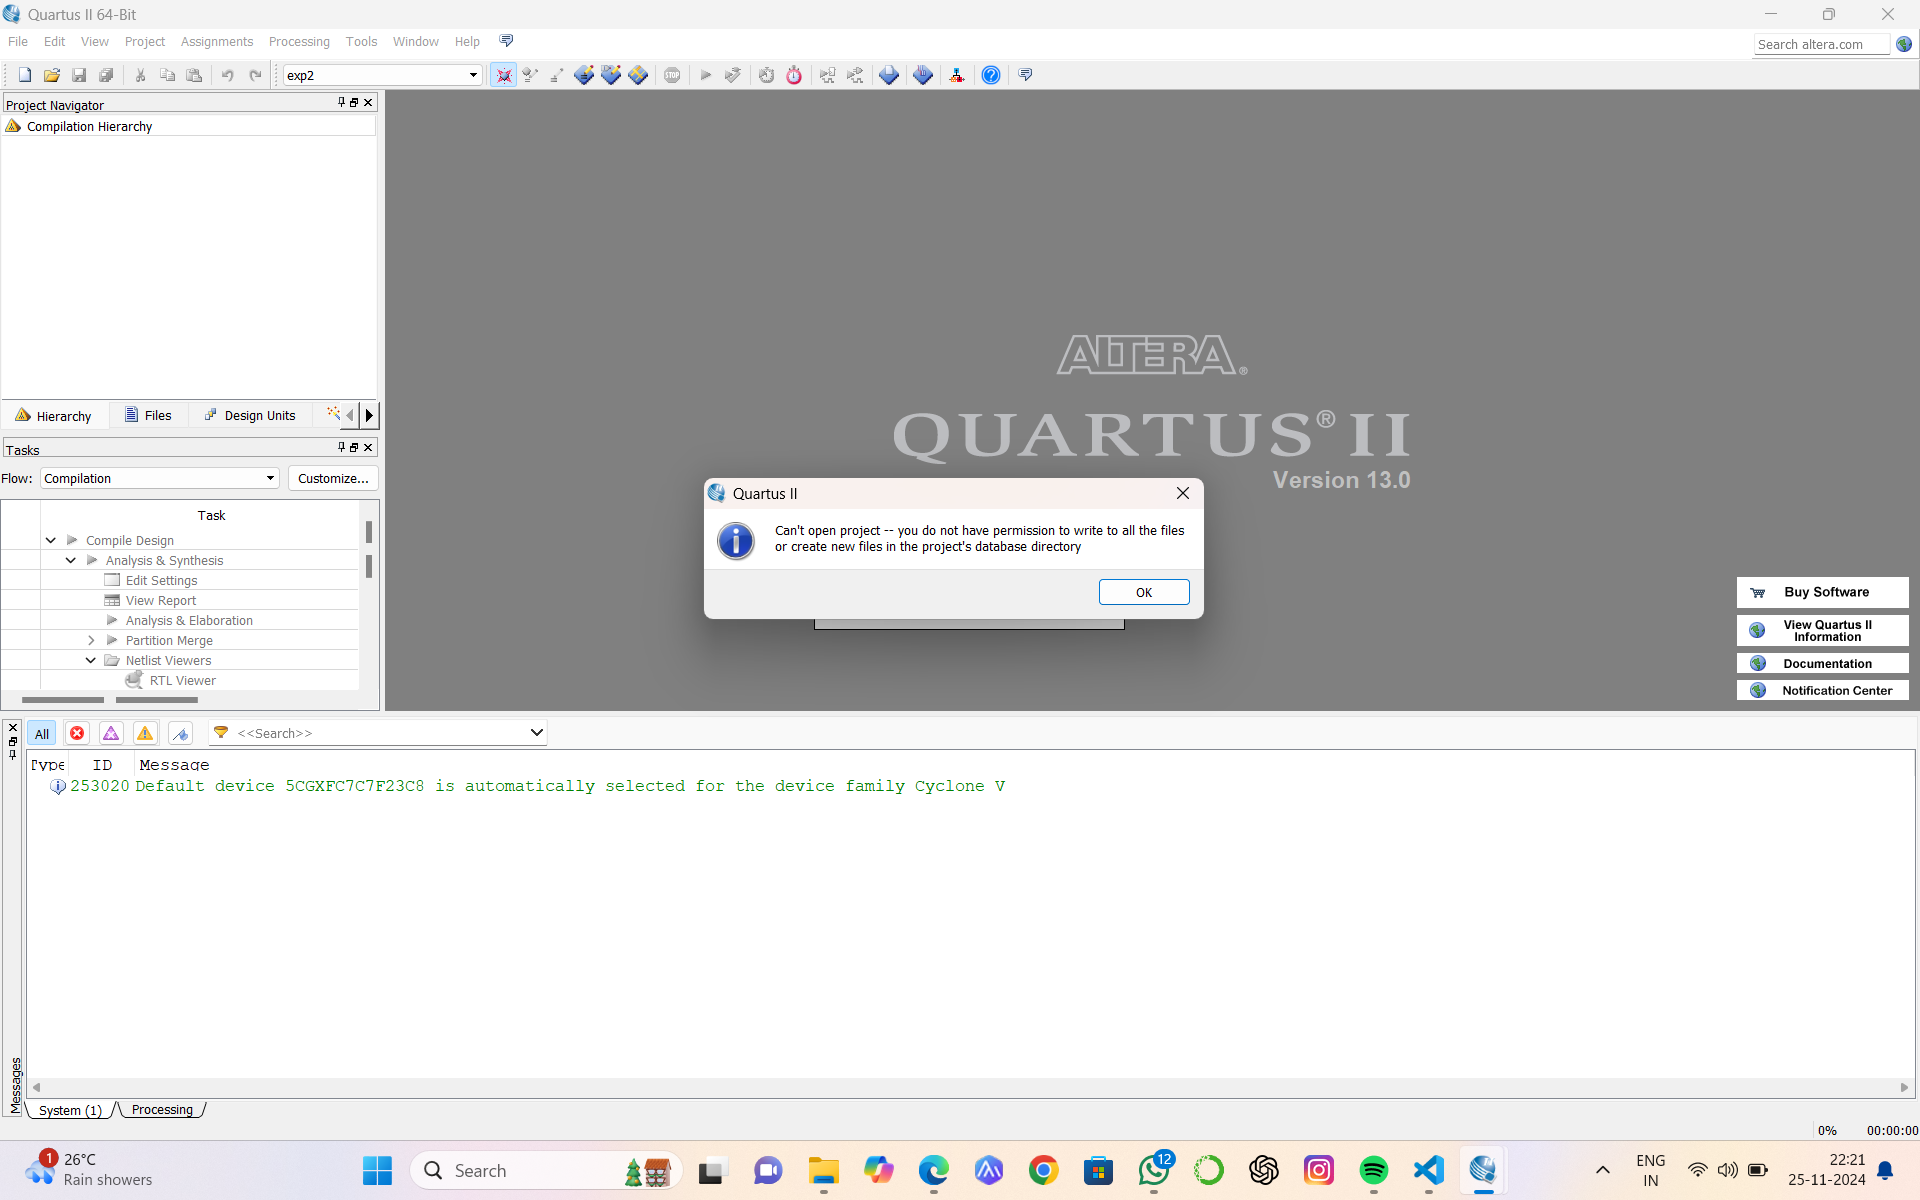 Quartus II 64-Bit
File Edit View Project Assignments Processing Tools Window Help
Search altera.com
exp2
STOP
Project Navigator
Compilation Hierarchy
Hierarchy Files Design Units
Tasks
Flow: Compilation Customize...
Task
Compile Design
Analysis & Synthesis
Edit Settings
View Report
Analysis & Elaboration
Partition Merge
Netlist Viewers
RTL Viewer
ALTERA®
QUARTUS® II
Version 13.0
Quartus II
Can't open project -- you do not have permission to write to all the files
or create new files in the project's database directory
OK
Buy Software
View Quartus II
Information
Documentation
Notification Center
All <<Search>>
Type ID Message
253020 Default device 5CGXFC7C7F23C8 is automatically selected for the device family Cyclone V
Messages
System (1) Processing
0% 00:00:00
1
26°C
Rain showers
Search
12
ENG
IN
22:21
25-11-2024